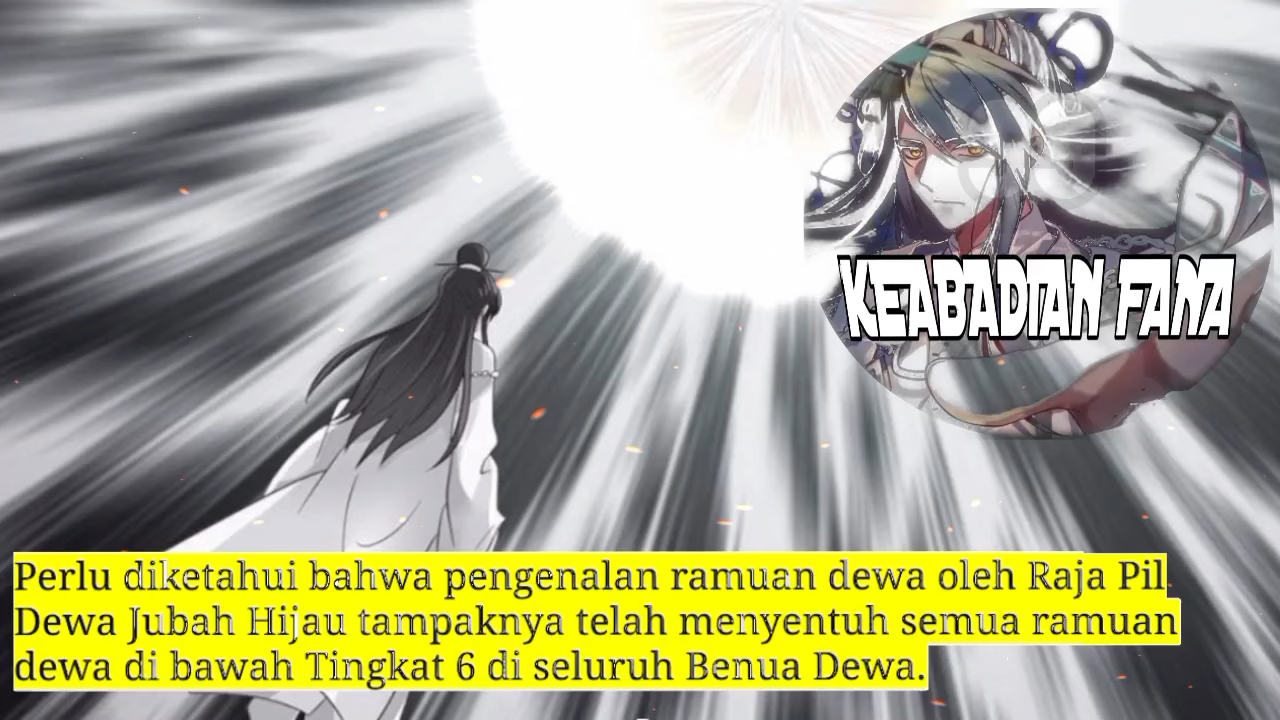 KEABADIAN FANA
Perlu diketahui bahwa pengenalan ramuan dewa oleh Raja Pil
Dewa Jubah Hijau tampaknya telah menyentuh semua ramuan
dewa di bawah Tingkat 6 di seluruh Benua Dewa.